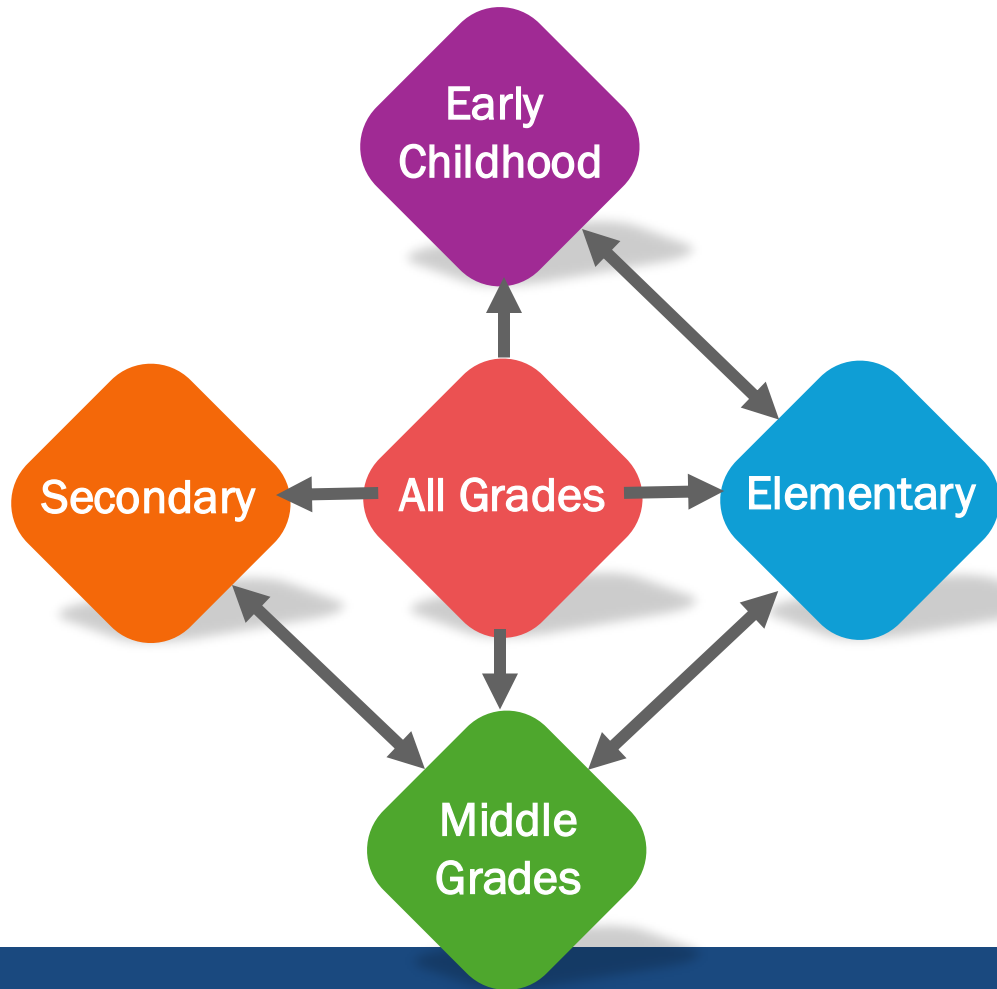 Early
Childhood
Secondary
All Grades
Elementary
Middle
Grades